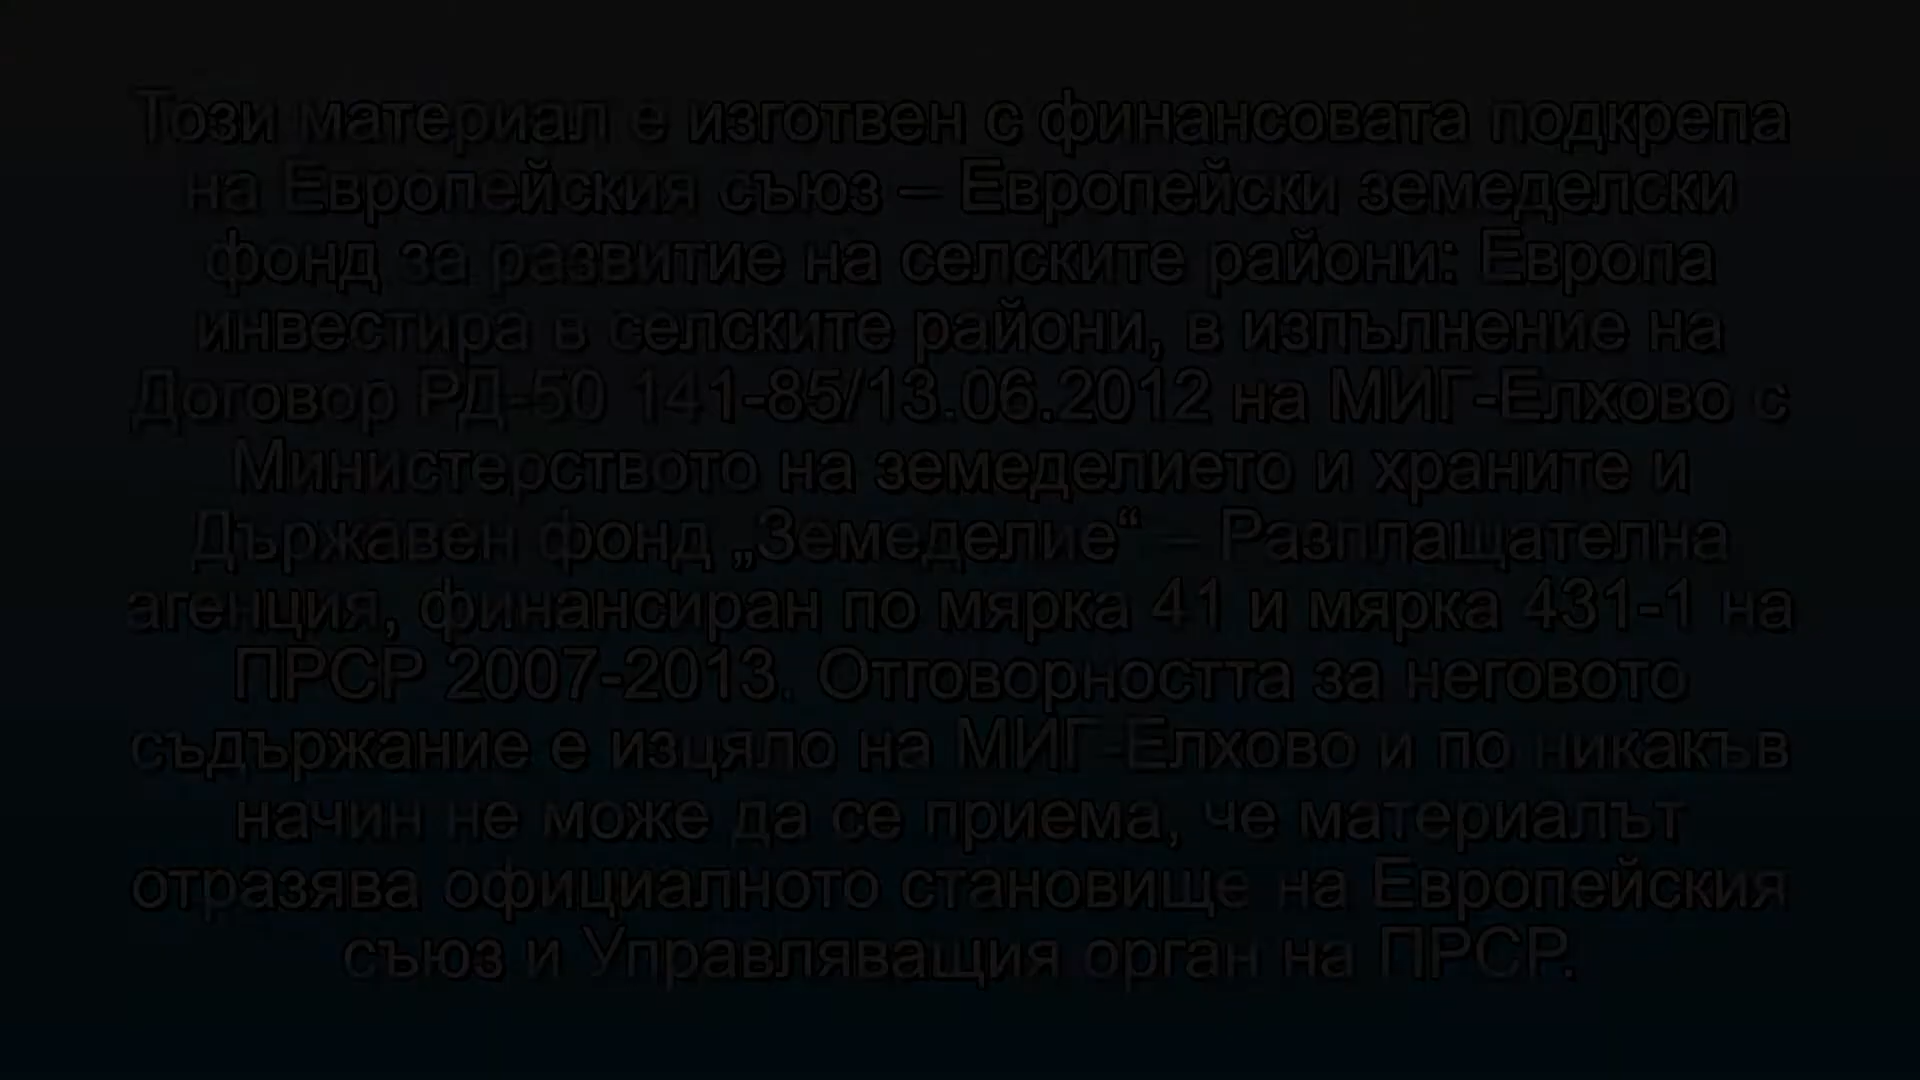 Този материал е изготвен с финансовата подкрепа
на Европейския съюз – Европейски земеделски
фонд за развитие на селските райони: Европа
инвестира в селските райони, в изпълнение на
Договор РД-50 141-85/13.06.2012 на МИГ-Елхово с
Министерството на земеделието и храните и
Държавен фонд „Земеделие“ – Разплащателна
агенция, финансиран по мярка 41 и мярка 431-1 на
ПРСР 2007-2013. Отговорността за неговото
съдържание е изцяло на МИГ-Елхово и по никакъв
начин не може да се приема, че материалът
отразява официалното становище на Европейския
съюз и Управляващия орган на ПРСР.